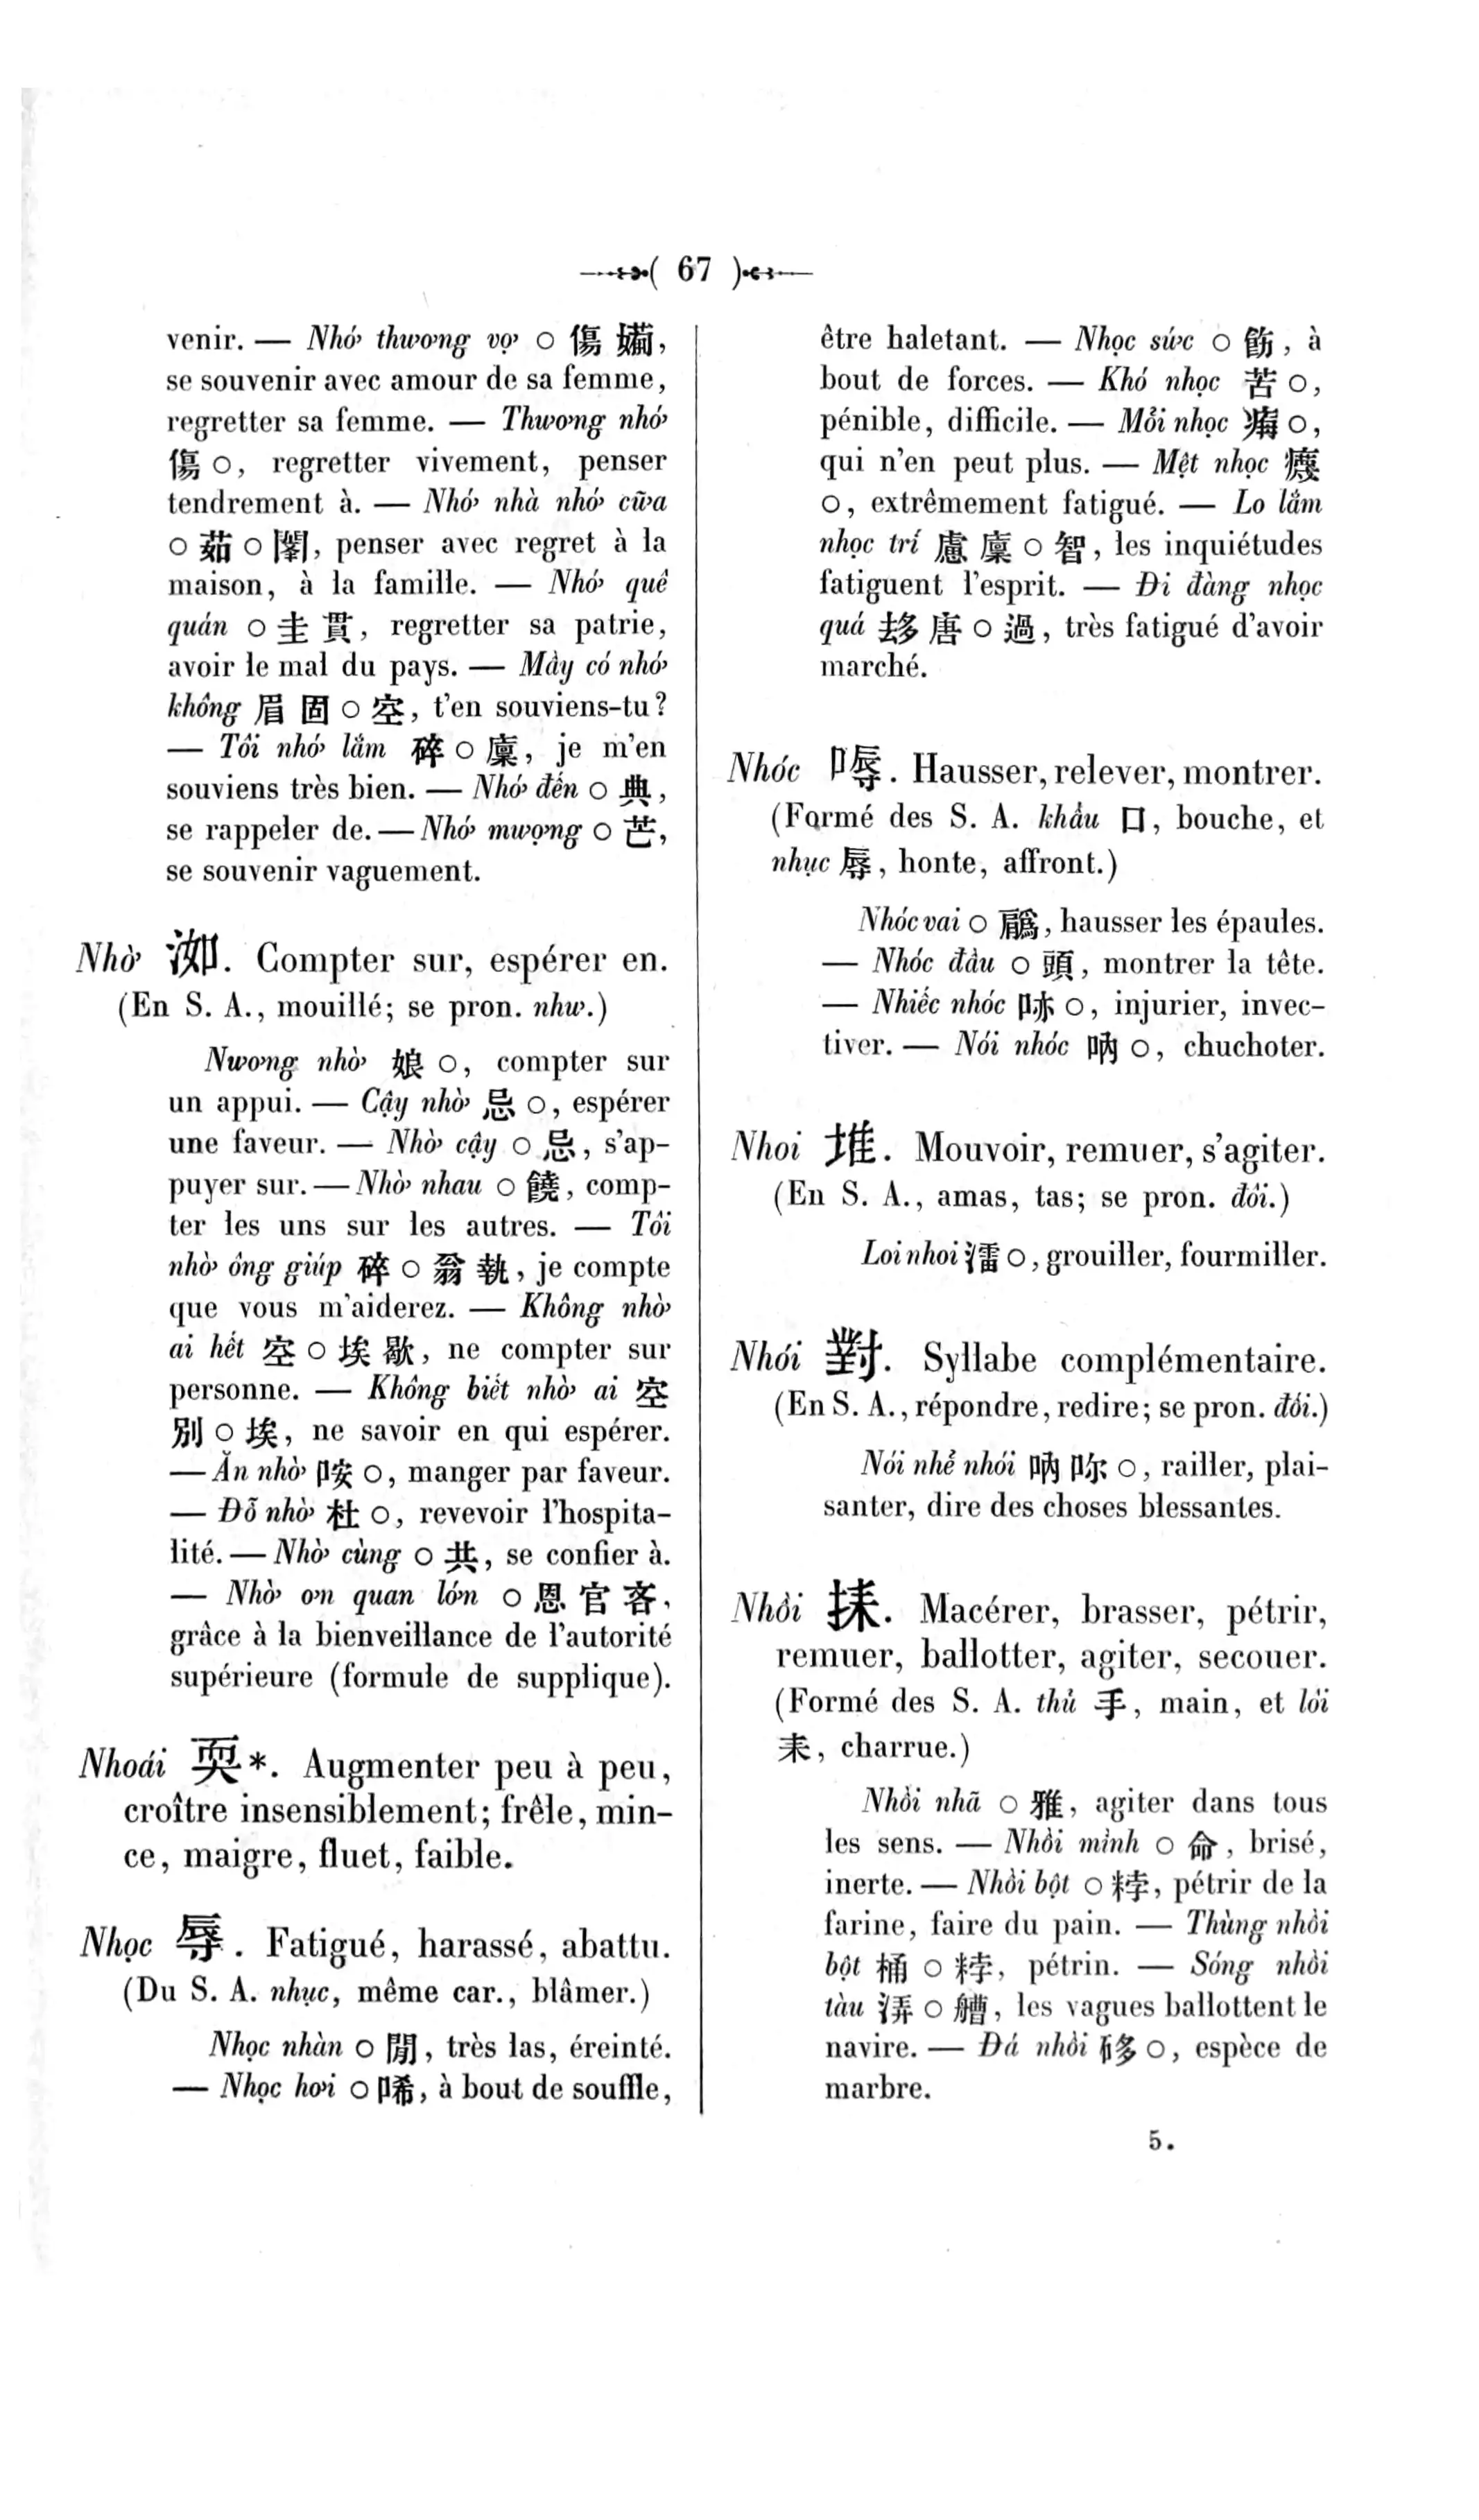 ( 67 )
venir. — Nhớ thương vợ ○ 傷 𡞕,
se souvenir avec amour de sa femme,
regretter sa femme. — Thương nhớ
傷 ○, regretter vivement, penser
tendrement à. — Nhớ nhà nhớ cữa
○ 茹 ○ 𨷶, penser avec regret à la
maison, à la famille. — Nhớ quê
quán ○ 圭 貫, regretter sa patrie,
avoir le mal du pays. — Mầy có nhớ
không 眉 固 ○ 空, t'en souviens-tu?
— Tôi nhớ lắm 碎 ○ 廩, je m'en
souviens très bien. — Nhớ đến ○ 典,
se rappeler de. — Nhớ mượng ○ 芒,
se souvenir vaguement.
Nhờ 洳. Compter sur, espérer en.
(En S. A., mouillé; se pron. như.)
Nương nhờ 娘 ○, compter sur
un appui. — Cậy nhờ 忌 ○, espérer
une faveur. — Nhờ cậy ○ 忌, s'ap-
puyer sur. — Nhờ nhau ○ 饒, comp-
ter les uns sur les autres. — Tôi
nhờ ông giúp 碎 ○ 翁 執, je compte
que vous m'aiderez. — Không nhờ
ai hết 空 ○ 埃 歇, ne compter sur
personne. — Không biết nhờ ai 空
別 ○ 埃, ne savoir en qui espérer.
— Ăn nhờ 咹 ○, manger par faveur.
— Đỗ nhờ 杜 ○, revevoir l'hospita-
lité. — Nhờ cùng ○ 共, se confier à.
— Nhờ ơn quan lớn ○ 恩 官 吝,
grâce à la bienveillance de l'autorité
supérieure (formule de supplique).
Nhoái 耎*. Augmenter peu à peu,
croître insensiblement; frêle, min-
ce, maigre, fluet, faible.
Nhọc 辱. Fatigué, harassé, abattu.
(Du S. A. nhục, même car., blâmer.)
Nhọc nhàn ○ 閒, très las, éreinté.
— Nhọc hơi ○ 唏, à bout de souffle,
être haletant. — Nhọc sức ○ 飭, à
bout de forces. — Khó nhọc 苦 ○,
pénible, difficile. — Mỏi nhọc 𤷱 ○,
qui n'en peut plus. — Mệt nhọc
○, extrêmement fatigué. — Lo lắm
nhọc trí 慮 廩 ○ 智, les inquiétudes
fatiguent l'esprit. — Đi đàng nhọc
quá 𠫾 唐 ○ 過, très fatigué d'avoir
marché.
Nhóc 嗕. Hausser, relever, montrer.
(Formé des S. A. khẩu 口, bouche, et
nhục 辱, honte, affront.)
Nhóc vai ○ 𦢳, hausser les épaules.
— Nhóc đầu ○ 頭, montrer la tête.
— Nhiếc nhóc ○, injurier, invec-
tiver. — Nói nhóc 吶 ○, chuchoter.
Nhoi 堆. Mouvoir, remuer, s'agiter.
(En S. A., amas, tas; se pron. đôi.)
Loi nhoi 㵢 ○, grouiller, fourmiller.
Nhói 對. Syllabe complémentaire.
(En S. A., répondre, redire; se pron. đối.)
Nói nhẻ nhói 吶 㖇 ○, railler, plai-
santer, dire des choses blessantes.
Nhồi 𢫃. Macérer, brasser, pétrir,
remuer, ballotter, agiter, secouer.
(Formé des S. A. thủ 手, main, et lồi
耒, charrue.)
Nhồi nhã ○ 雅, agiter dans tous
les sens. — Nhồi mình ○ 命, brisé,
inerte. — Nhồi bột ○ 粰, pétrir de la
farine, faire du pain. — Thùng nhồi
bột 桶 ○ 粰, pétrin. — Sóng nhồi
tàu 㳥 ○ 艚, les vagues ballottent le
navire. — Đá nhồi 𥒥 ○, espèce de
marbre.
5.